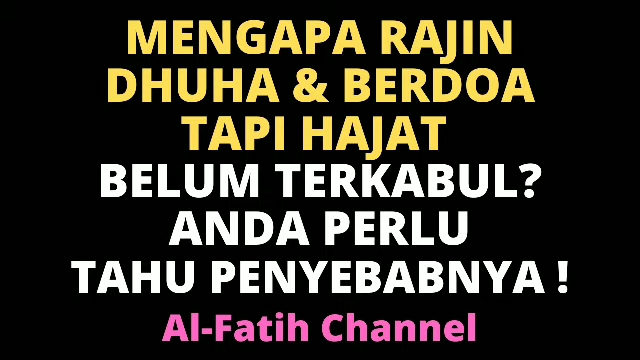 MENGAPA RAJIN
DHUHA & BERDOA
TAPI HAJAT
BELUM TERKABUL?
ANDA PERLU
TAHU PENYEBABNYA !
Al-Fatih Channel